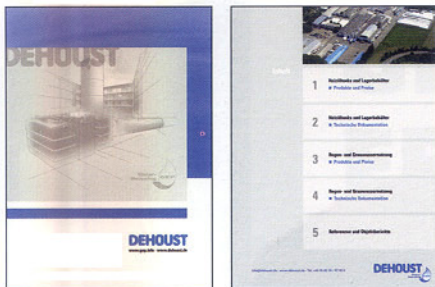 DEHOUST
DEHOUST
Inhalt
1
Heizöltanks und Lagerbehälter
Produkte und Preise
2
Heizöltanks und Lagerbehälter
Technische Dokumentation
3
Regen- und Grauwassernutzung
Produkte und Preise
4
Regen- und Grauwassernutzung
Technische Dokumentation
5
Referenzen und Objektberichte
DEHOUST